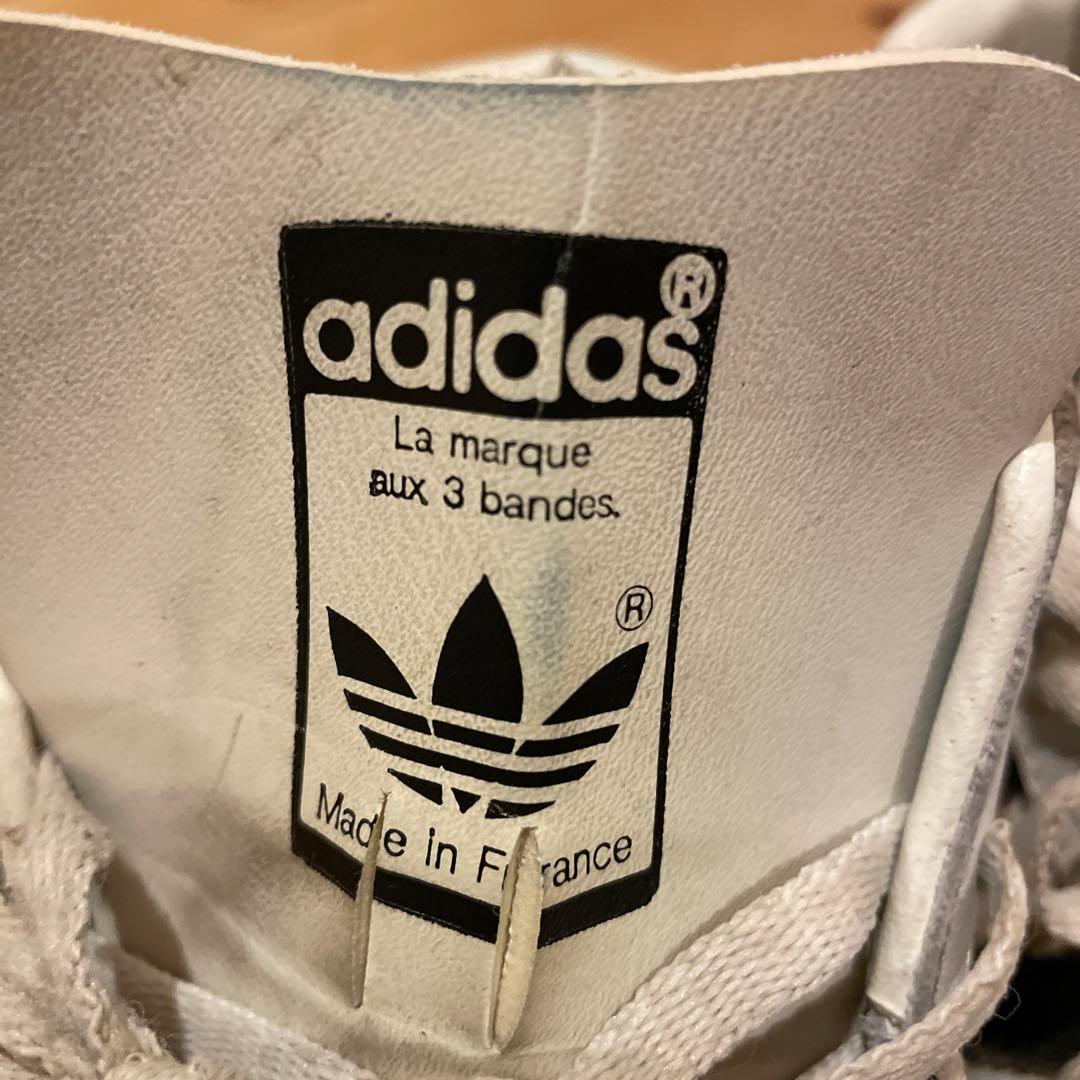 adidas®
La marque
aux 3 bandes.
®
Made in France